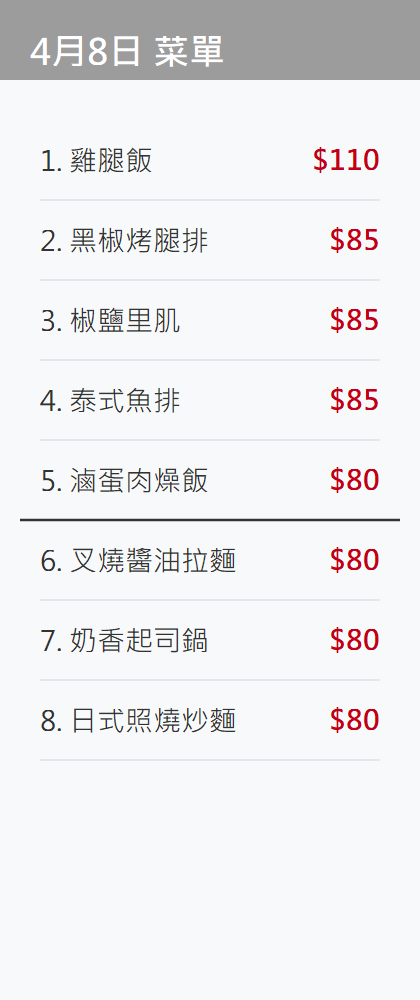 4月8日 菜單
1. 雞腿飯 $110
2. 黑椒烤腿排 $85
3. 椒鹽里肌 $85
4. 泰式魚排 $85
5. 滷蛋肉燥飯 $80
6. 叉燒醬油拉麵 $80
7. 奶香起司鍋 $80
8. 日式照燒炒麵 $80